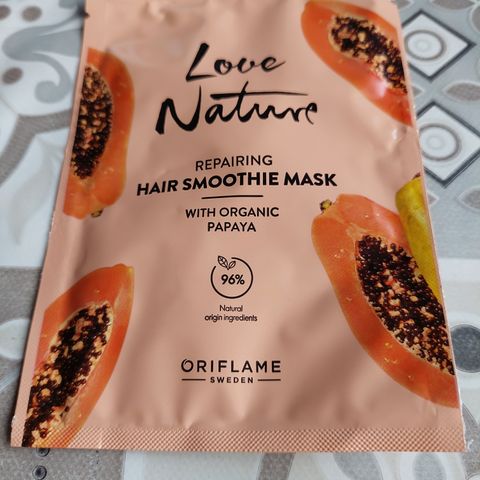 Love
Nature
REPAIRING
HAIR SMOOTHIE MASK
WITH ORGANIC
PAPAYA
96%
Natural
origin ingredients
ORIFLAME
SWEDEN